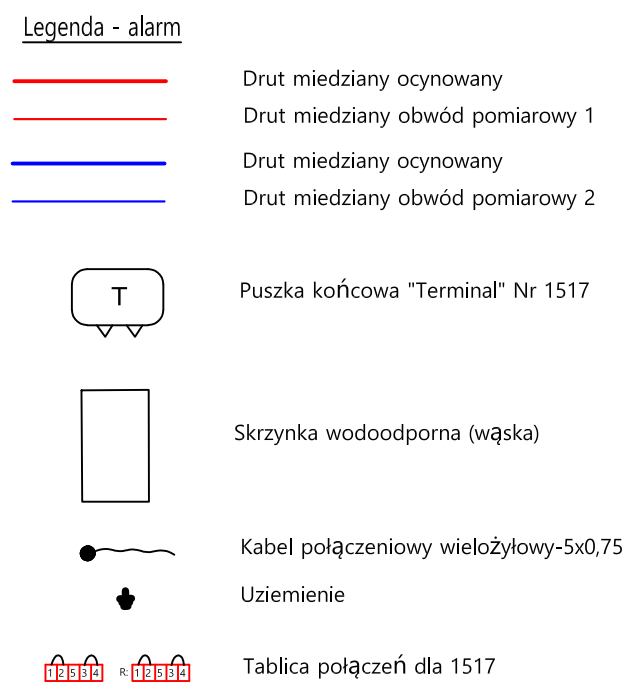 Legenda - alarm
Drut miedziany ocynowany
Drut miedziany obwód pomiarowy 1
Drut miedziany ocynowany
Drut miedziany obwód pomiarowy 2
T
Puszka końcowa "Terminal" Nr 1517
Skrzynka wodoodporna (wąska)
Kabel połączeniowy wielożyłowy-5x0,75
Uziemienie
1 2 5 3 4 R: 1 2 5 3 4 Tablica połączeń dla 1517